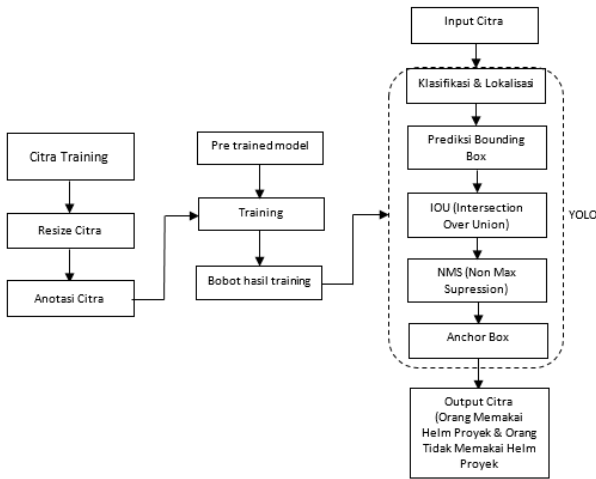 Citra Training
Resize Citra
Anotasi Citra
Pre trained model
Training
Bobot hasil training
Input Citra
Klasifikasi & Lokalisasi
Prediksi Bounding
Box
IOU (Intersection
Over Union)
NMS (Non Max
Supression)
Anchor Box
YOLO
Output Citra
(Orang Memakai
Helm Proyek & Orang
Tidak Memakai Helm
Proyek